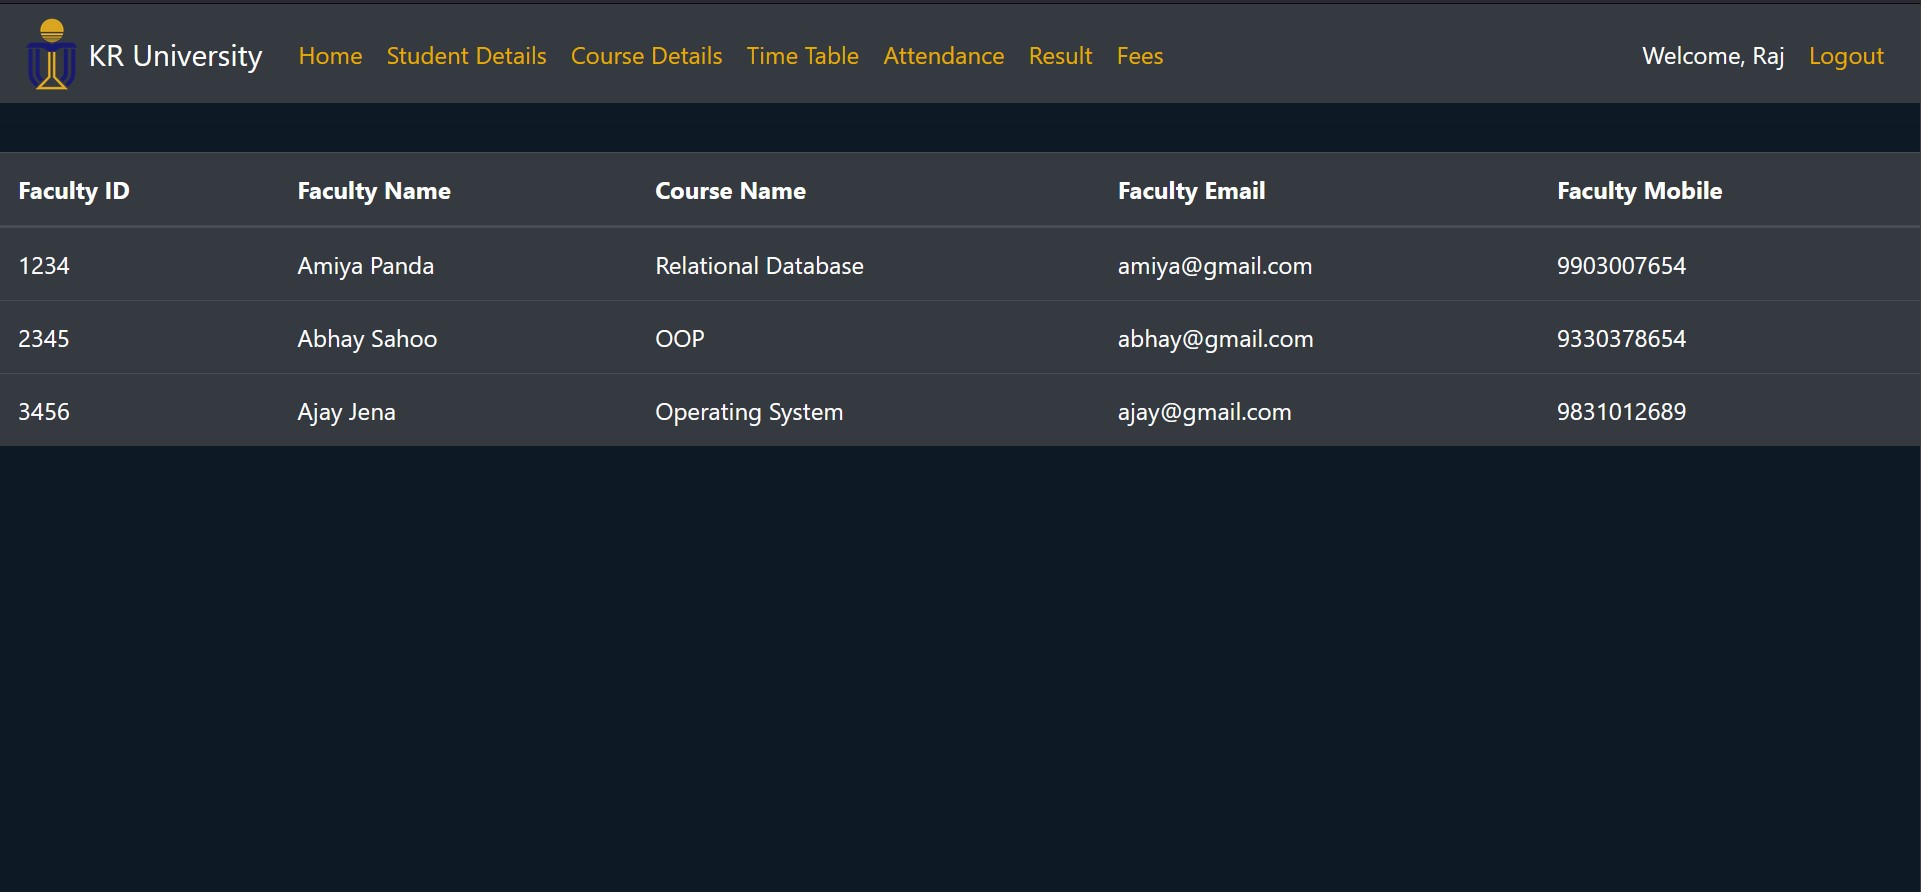 KR University Home Student Details Course Details Time Table Attendance Result Fees Welcome, Raj Logout
Faculty ID Faculty Name Course Name Faculty Email Faculty Mobile
1234 Amiya Panda Relational Database amiya@gmail.com 9903007654
2345 Abhay Sahoo OOP abhay@gmail.com 9330378654
3456 Ajay Jena Operating System ajay@gmail.com 9831012689